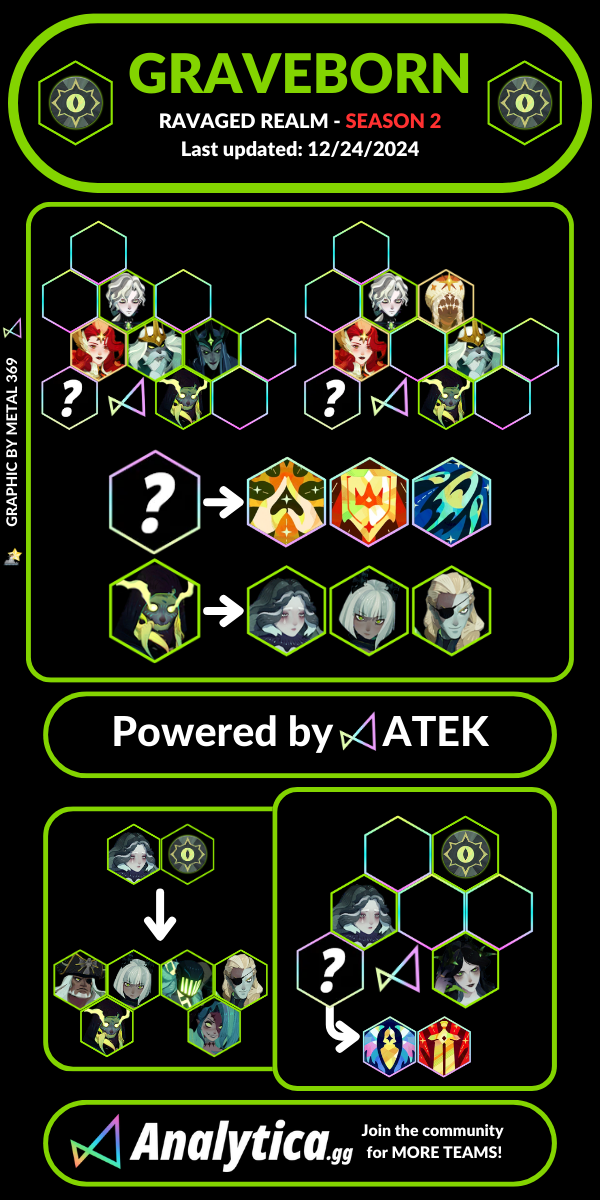 GRAVEBORN
RAVAGED REALM - SEASON 2
Last updated: 12/24/2024
GRAPHIC BY METAL 369
?
?
?
Powered by ATEK
?
Analytica.gg
Join the community
for MORE TEAMS!